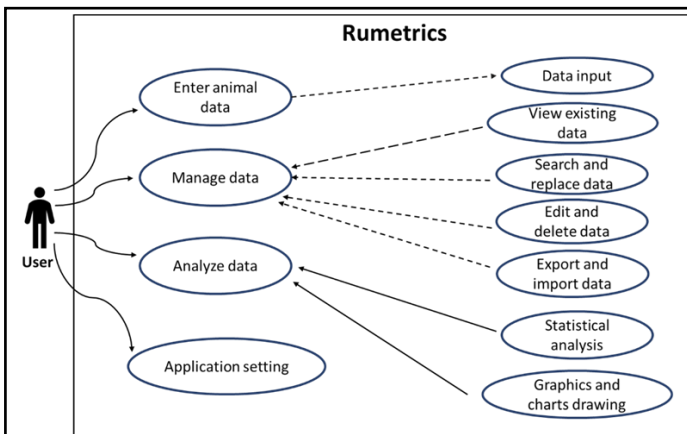 Rumetrics
Enter animal
data
Data input
View existing
data
Manage data
Search and
replace data
Edit and
delete data
User
Analyze data
Export and
import data
Statistical
analysis
Application setting
Graphics and
charts drawing